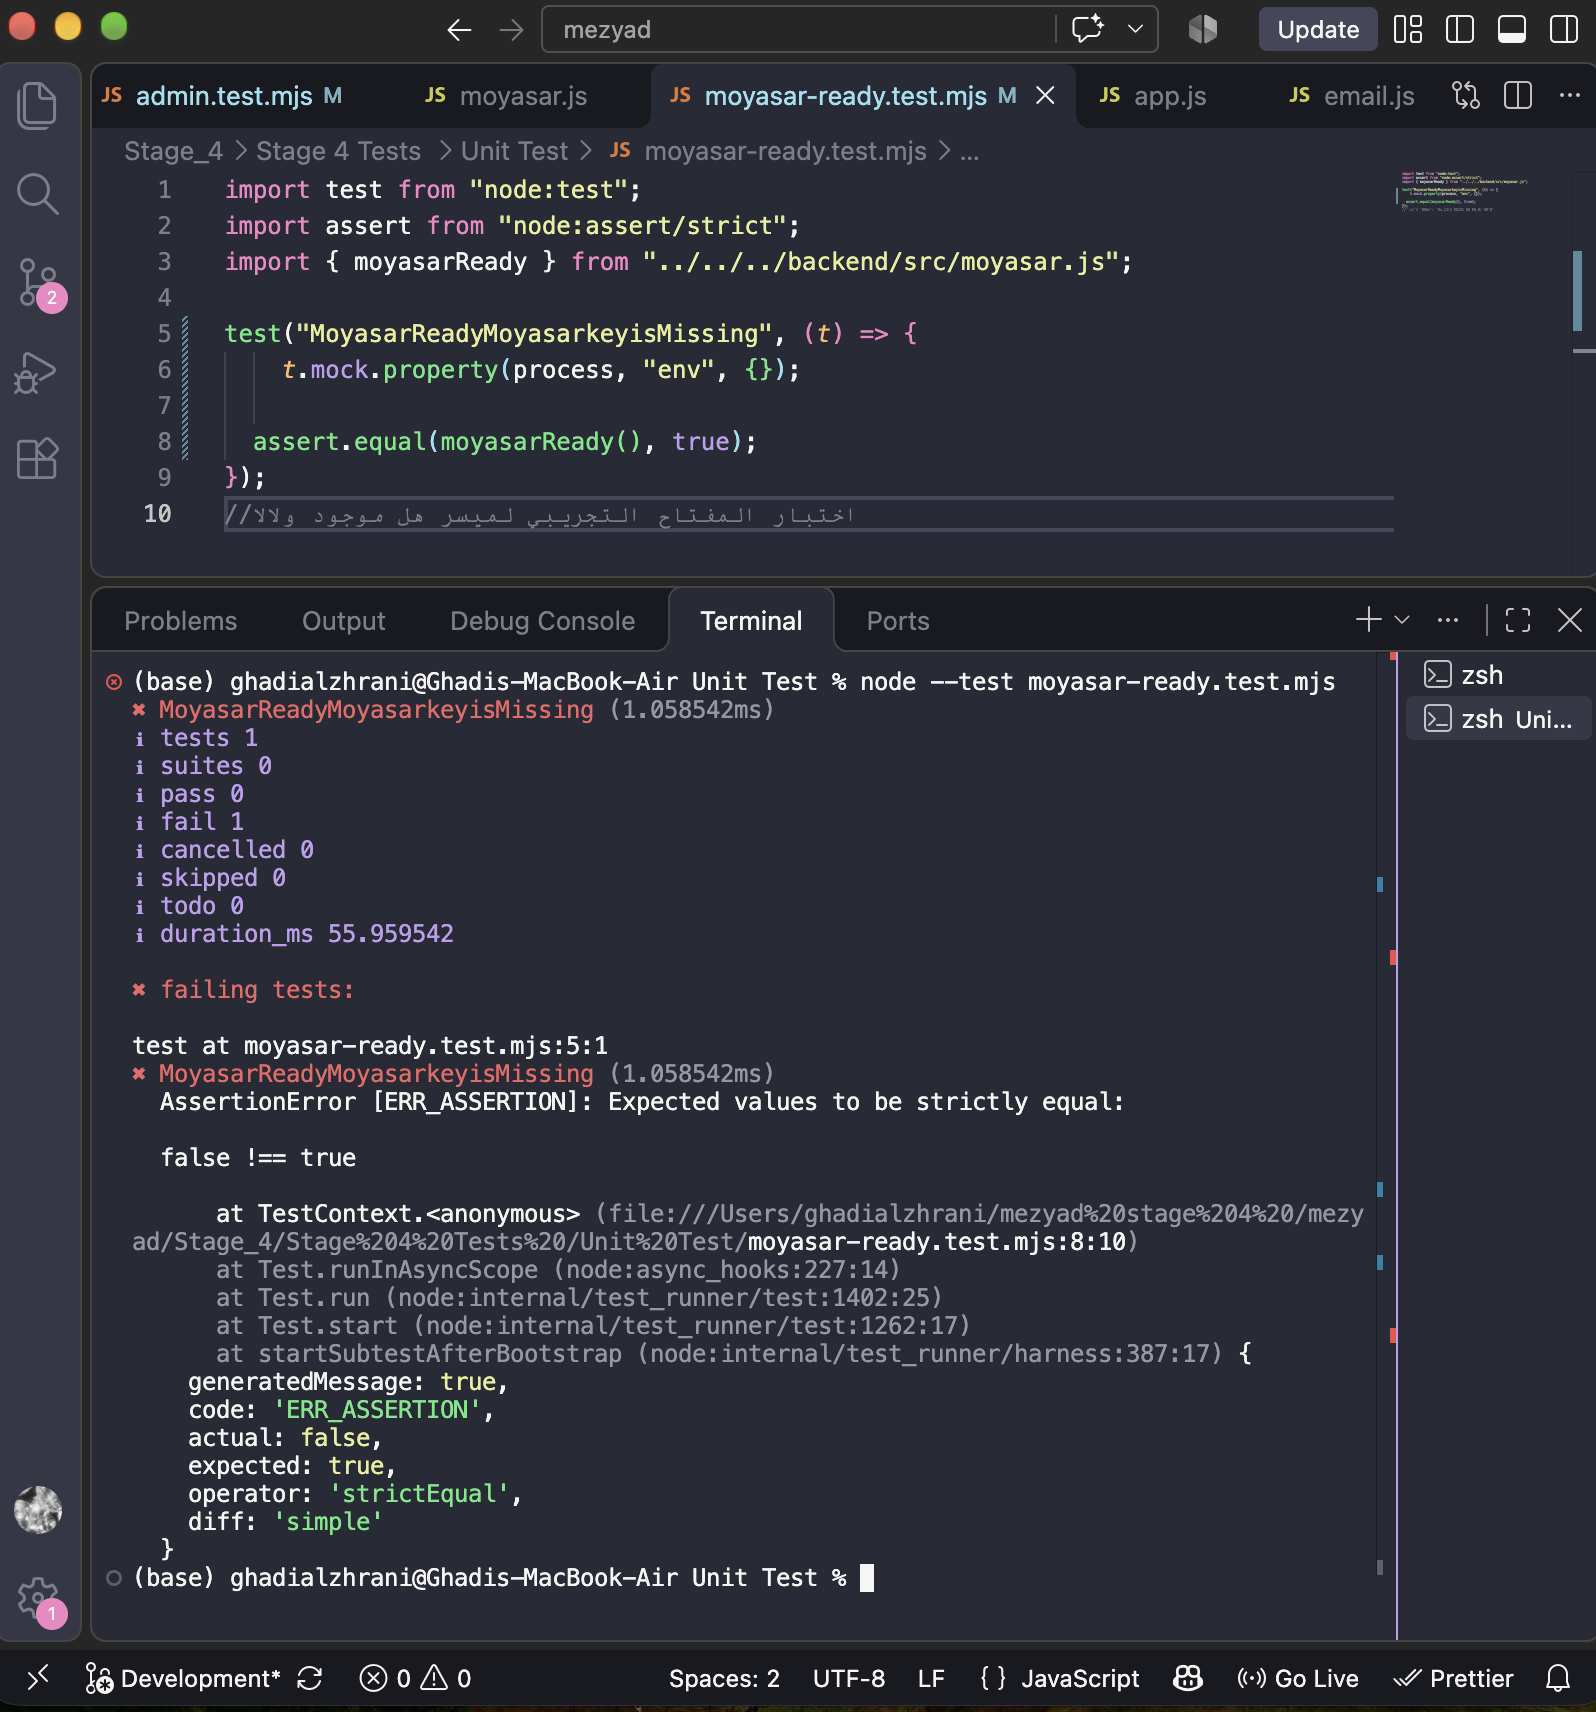 mezyad
Update
JS admin.test.mjs M
JS moyasar.js
JS moyasar-ready.test.mjs M
JS app.js
JS email.js
Stage_4 > Stage 4 Tests > Unit Test > JS moyasar-ready.test.mjs > ...
1 import test from "node:test";
2 import assert from "node:assert/strict";
3 import { moyasarReady } from "../../../backend/src/moyasar.js";
4
5 test("MoyasarReadyMoyasarkeyisMissing", (t) => {
6 t.mock.property(process, "env", {});
7
8 assert.equal(moyasarReady(), true);
9 });
10 //اختبار المفتاح التجريبي لميسر هل موجود ولالا
2
Problems
Output
Debug Console
Terminal
Ports
(base) ghadialzhrani@Ghadis-MacBook-Air Unit Test % node --test moyasar-ready.test.mjs
✖ MoyasarReadyMoyasarkeyisMissing (1.058542ms)
ℹ tests 1
ℹ suites 0
ℹ pass 0
ℹ fail 1
ℹ cancelled 0
ℹ skipped 0
ℹ todo 0
ℹ duration_ms 55.959542
✖ failing tests:
test at moyasar-ready.test.mjs:5:1
✖ MoyasarReadyMoyasarkeyisMissing (1.058542ms)
AssertionError [ERR_ASSERTION]: Expected values to be strictly equal:
false !== true
at TestContext.<anonymous> (file:///Users/ghadialzhrani/mezyad%20stage%204%20/mezy
ad/Stage_4/Stage%204%20Tests%20/Unit%20Test/moyasar-ready.test.mjs:8:10)
at Test.runInAsyncScope (node:async_hooks:227:14)
at Test.run (node:internal/test_runner/test:1402:25)
at Test.start (node:internal/test_runner/test:1262:17)
at startSubtestAfterBootstrap (node:internal/test_runner/harness:387:17) {
generatedMessage: true,
code: 'ERR_ASSERTION',
actual: false,
expected: true,
operator: 'strictEqual',
diff: 'simple'
}
(base) ghadialzhrani@Ghadis-MacBook-Air Unit Test %
zsh
zsh Uni...
1
Development*
0
0
Spaces: 2
UTF-8
LF
{} JavaScript
Go Live
Prettier